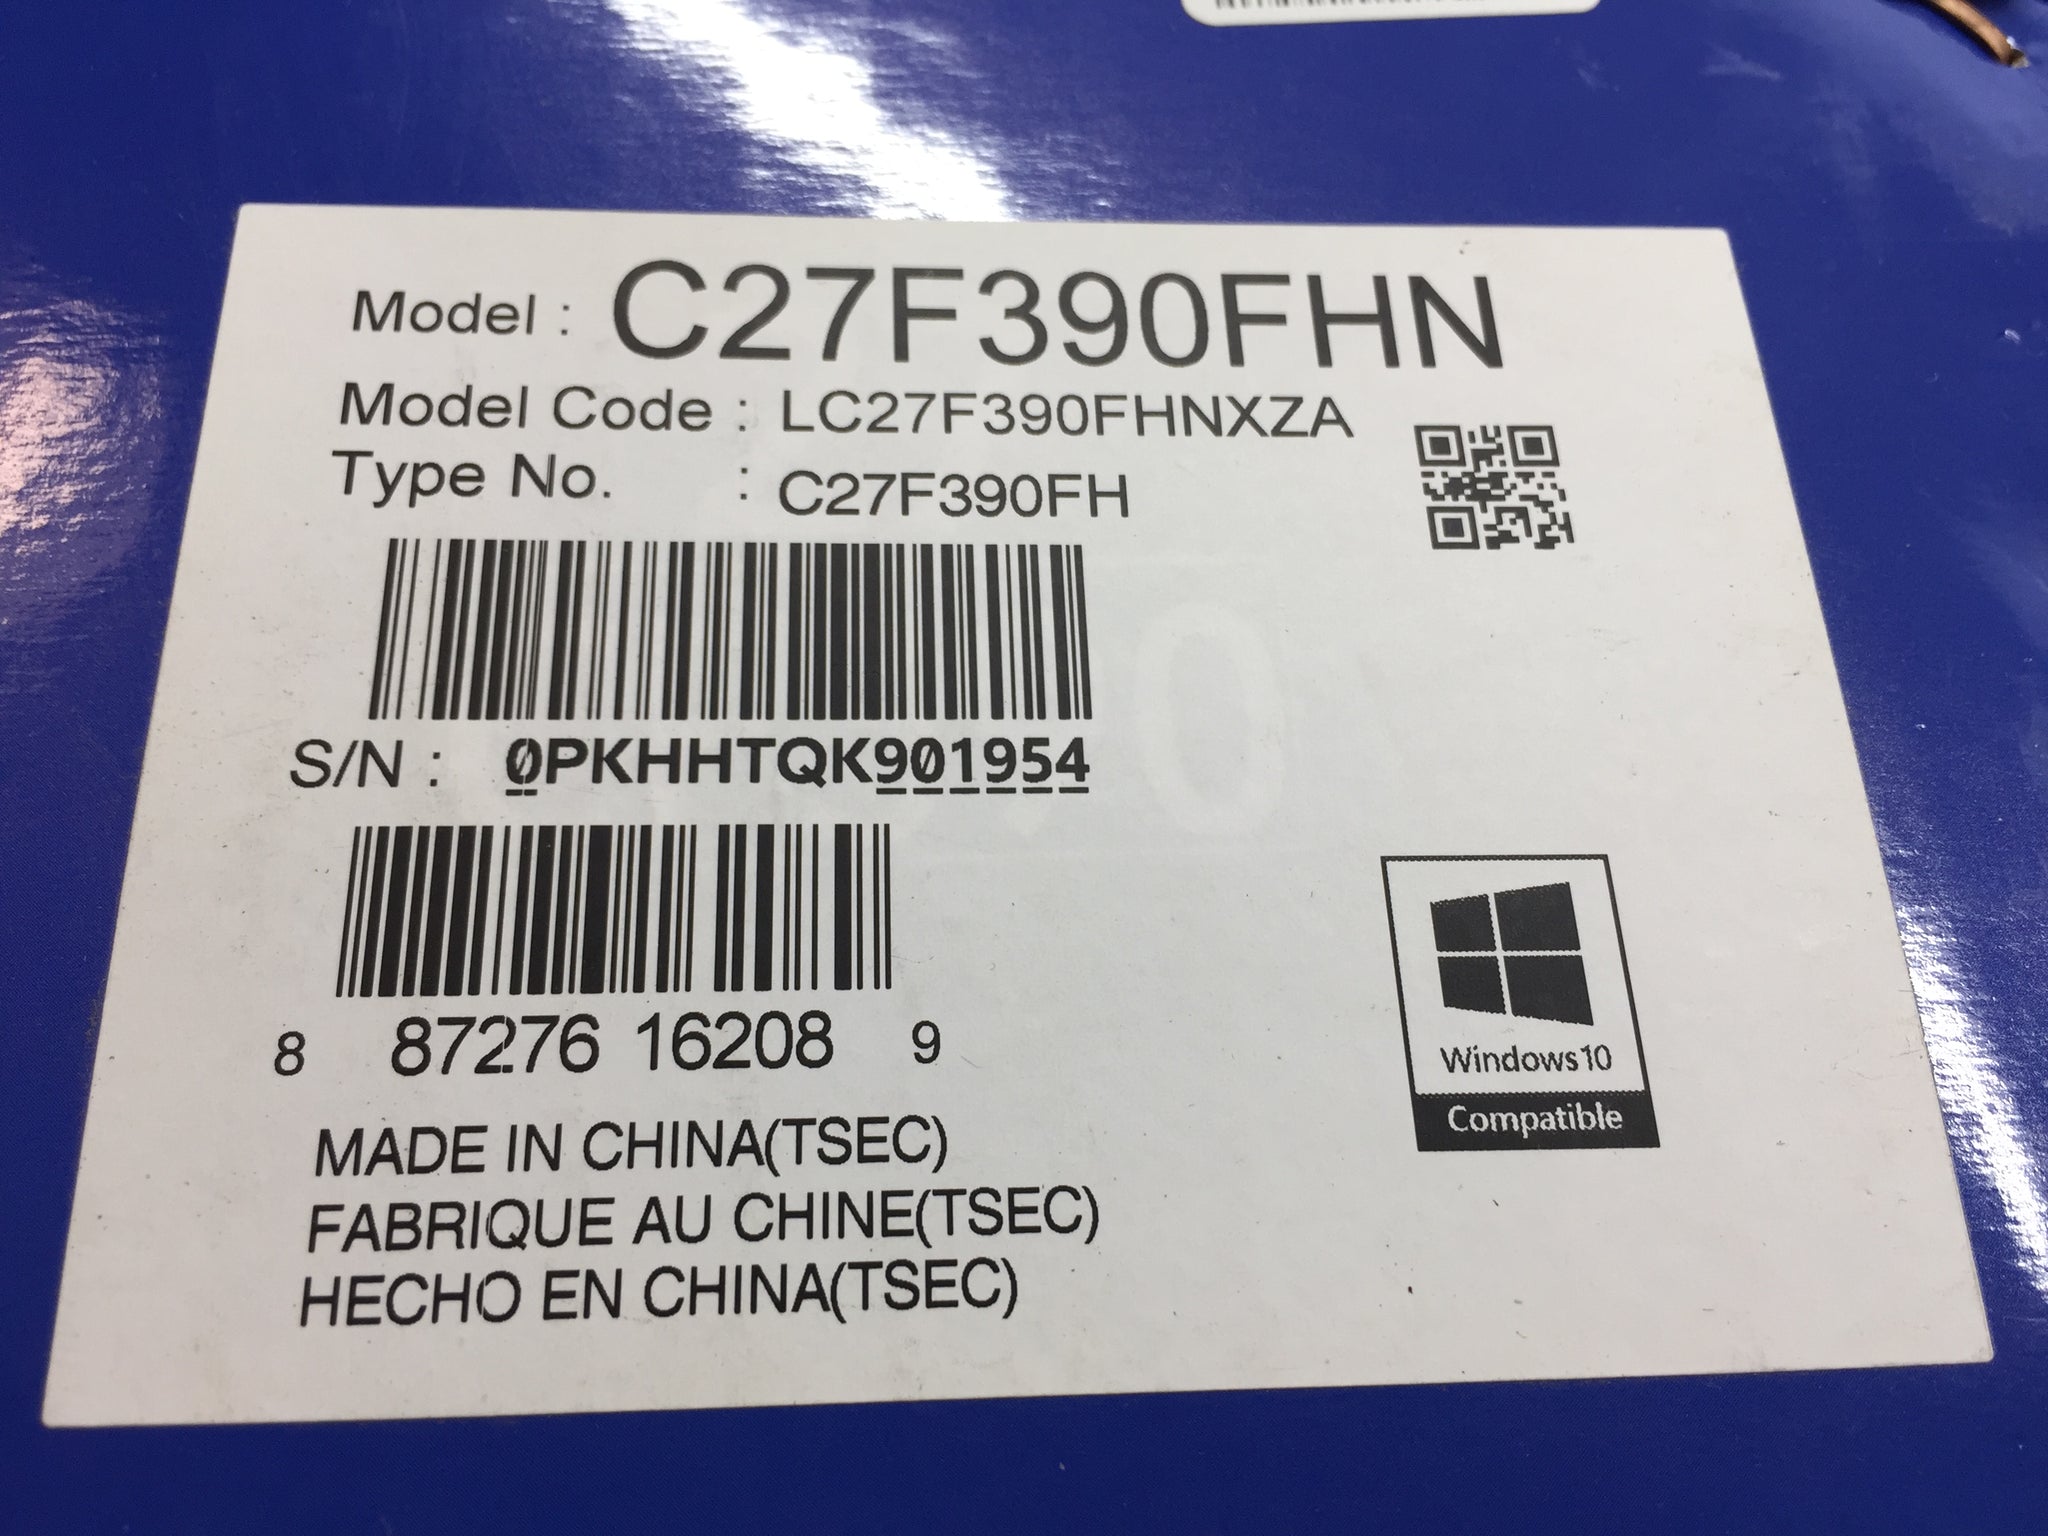 Model : C27F390FHN
Model Code : LC27F390FHNXZA
Type No. : C27F390FH
S/N : 0PKHHTQK901954
8 87276 16208 9
MADE IN CHINA(TSEC)
FABRIQUE AU CHINE(TSEC)
HECHO EN CHINA(TSEC)
Windows 10
Compatible